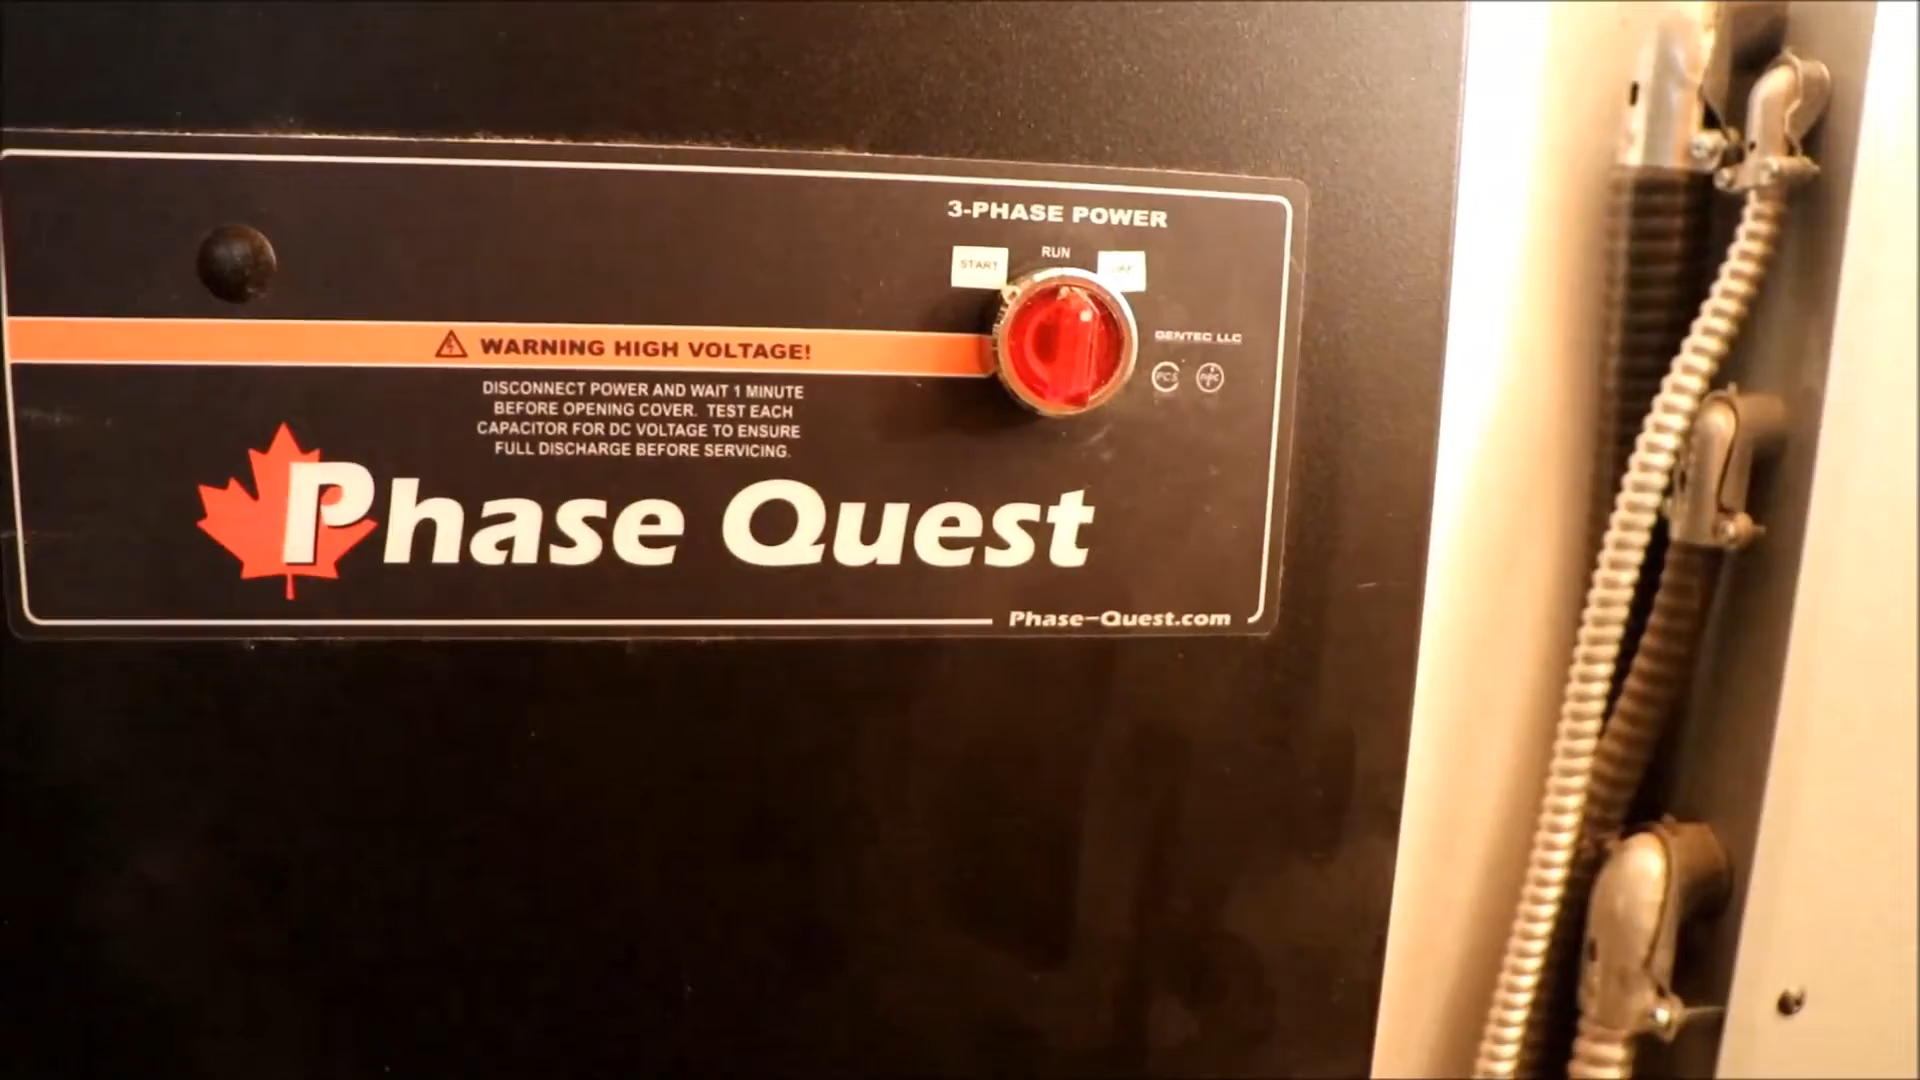 3-PHASE POWER
START
RUN
WARNING HIGH VOLTAGE!
GENTEC LLC
DISCONNECT POWER AND WAIT 1 MINUTE
BEFORE OPENING COVER. TEST EACH
CAPACITOR FOR DC VOLTAGE TO ENSURE
FULL DISCHARGE BEFORE SERVICING.
PCS
Phase Quest
Phase-Quest.com